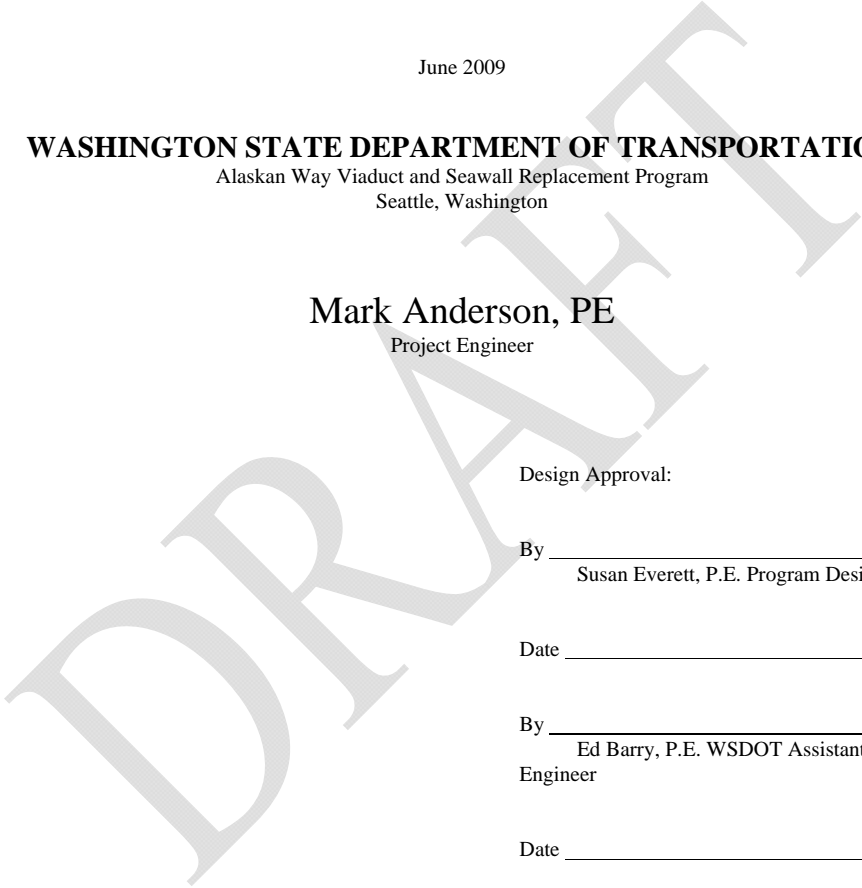 June 2009
WASHINGTON STATE DEPARTMENT OF TRANSPORTATIO
Alaskan Way Viaduct and Seawall Replacement Program
Seattle, Washington
Mark Anderson, PE
Project Engineer
Design Approval:
By
Susan Everett, P.E. Program Desi
Date
By
Ed Barry, P.E. WSDOT Assistant
Engineer
Date
DRAFT